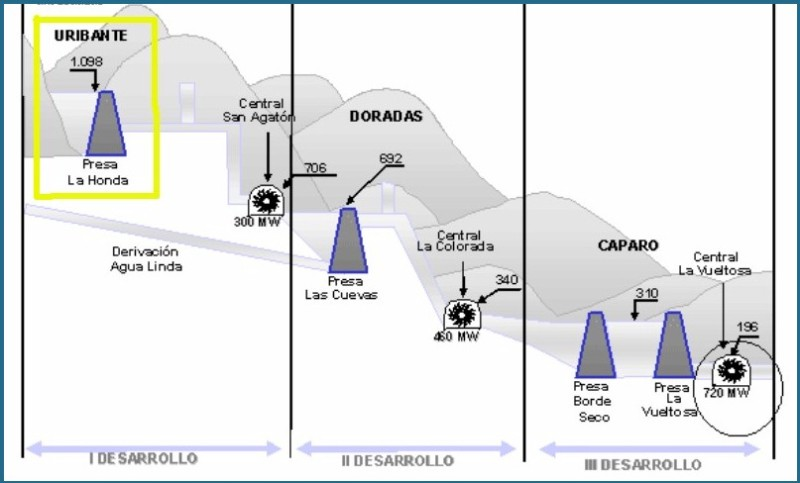 URIBANTE
1.098
Presa
La Honda
Central
San Agatón
706
300 MW
Derivación
Agua Linda
DORADAS
692
Presa
Las Cuevas
Central
La Colorada
340
460 MW
CAPARO
310
Central
La Vueltosa
196
720 MW
Presa
Borde
Seco
Presa
La
Vueltosa
I DESARROLLO
II DESARROLLO
III DESARROLLO